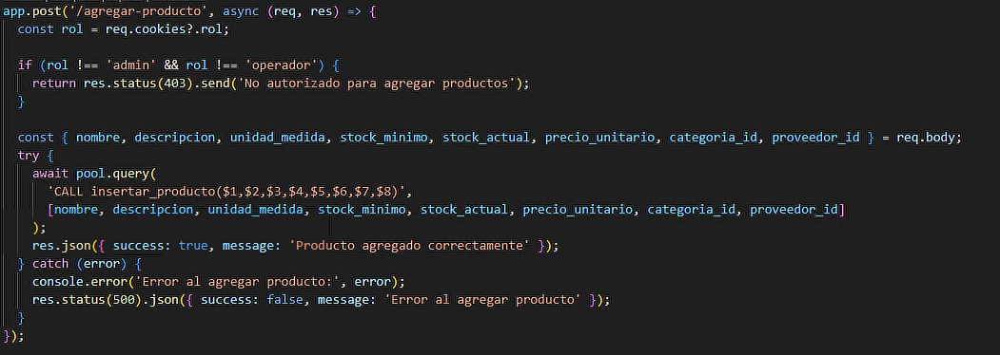 app.post('/agregar-producto', async (req, res) => {
const rol = req.cookies?.rol;
if (rol !== 'admin' && rol !== 'operador') {
return res.status(403).send('No autorizado para agregar productos');
}
const { nombre, descripcion, unidad_medida, stock_minimo, stock_actual, precio_unitario, categoria_id, proveedor_id } = req.body;
try {
await pool.query(
'CALL insertar_producto($1,$2,$3,$4,$5,$6,$7,$8)',
[nombre, descripcion, unidad_medida, stock_minimo, stock_actual, precio_unitario, categoria_id, proveedor_id]
);
res.json({ success: true, message: 'Producto agregado correctamente' });
} catch (error) {
console.error('Error al agregar producto:', error);
res.status(500).json({ success: false, message: 'Error al agregar producto' });
}
});